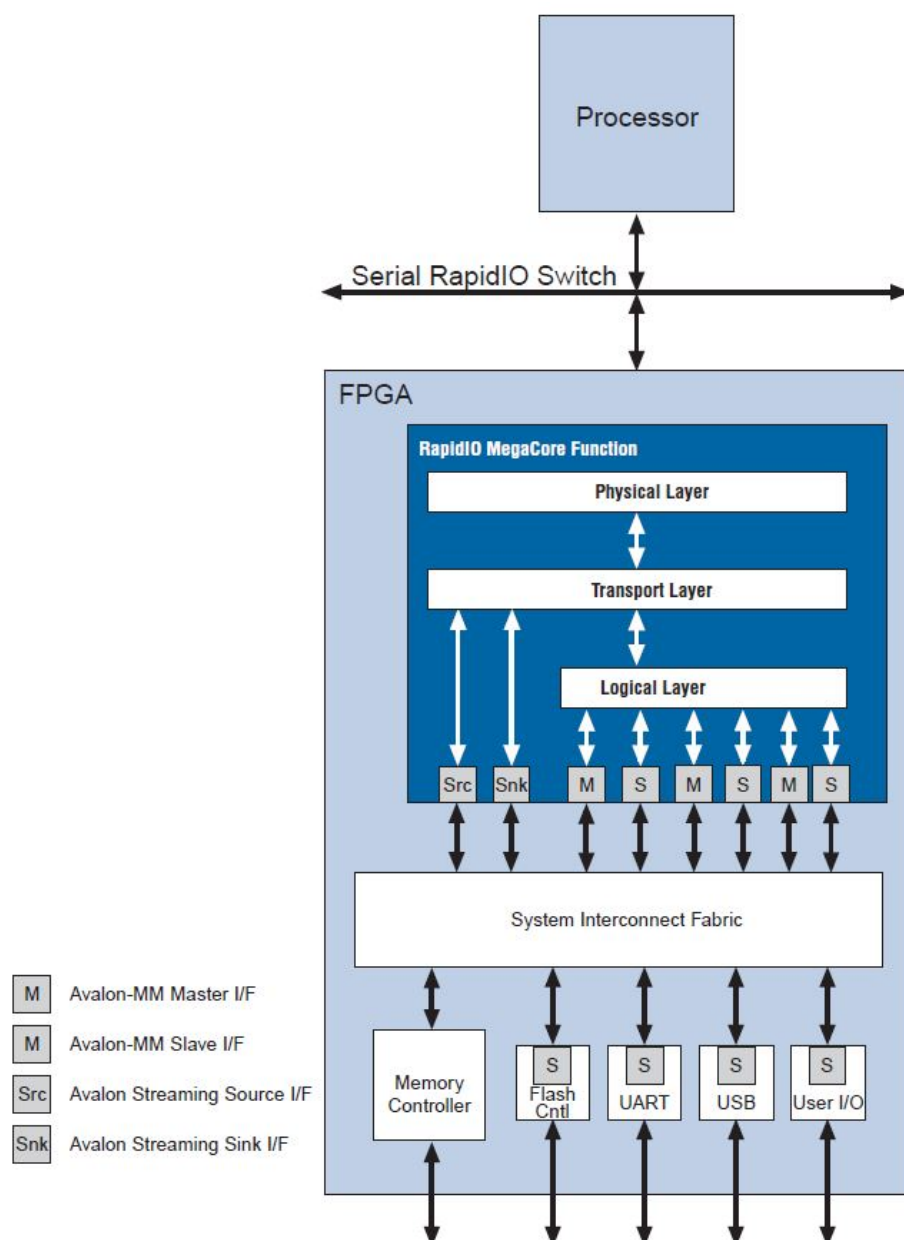 Processor
Serial RapidIO Switch
FPGA
RapidIO MegaCore Function
Physical Layer
Transport Layer
Logical Layer
Src Snk M S M S M S
System Interconnect Fabric
M Avalon-MM Master I/F
M Avalon-MM Slave I/F
Src Avalon Streaming Source I/F
Snk Avalon Streaming Sink I/F
Memory
Controller
S
Flash
Cntl
S
UART
S
USB
S
User I/O